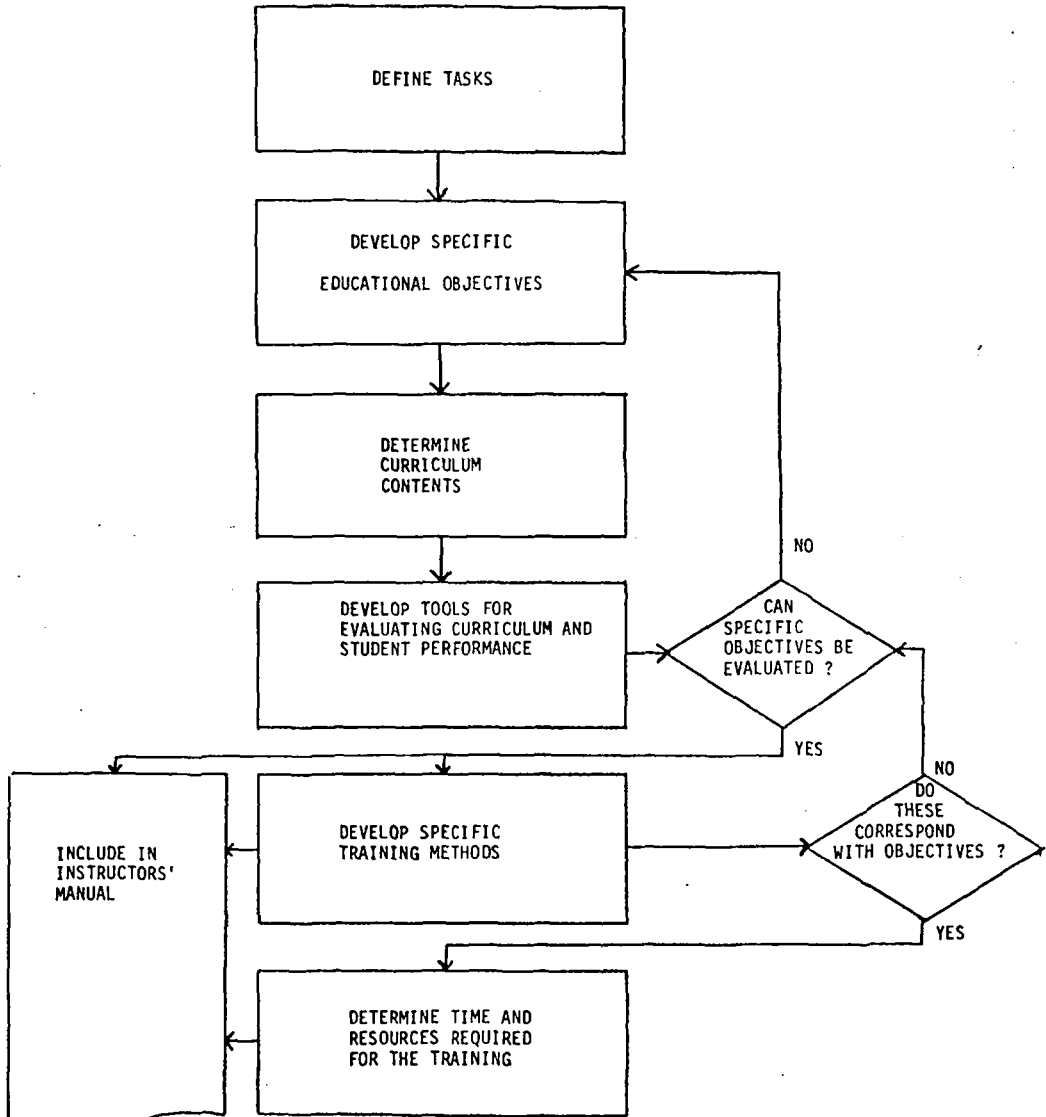 DEFINE TASKS
DEVELOP SPECIFIC
EDUCATIONAL OBJECTIVES
DETERMINE
CURRICULUM
CONTENTS
DEVELOP TOOLS FOR
EVALUATING CURRICULUM AND
STUDENT PERFORMANCE
NO
CAN
SPECIFIC
OBJECTIVES BE
EVALUATED ?
YES
INCLUDE IN
INSTRUCTORS'
MANUAL
DEVELOP SPECIFIC
TRAINING METHODS
NO
DO
THESE
CORRESPOND
WITH OBJECTIVES ?
YES
DETERMINE TIME AND
RESOURCES REQUIRED
FOR THE TRAINING